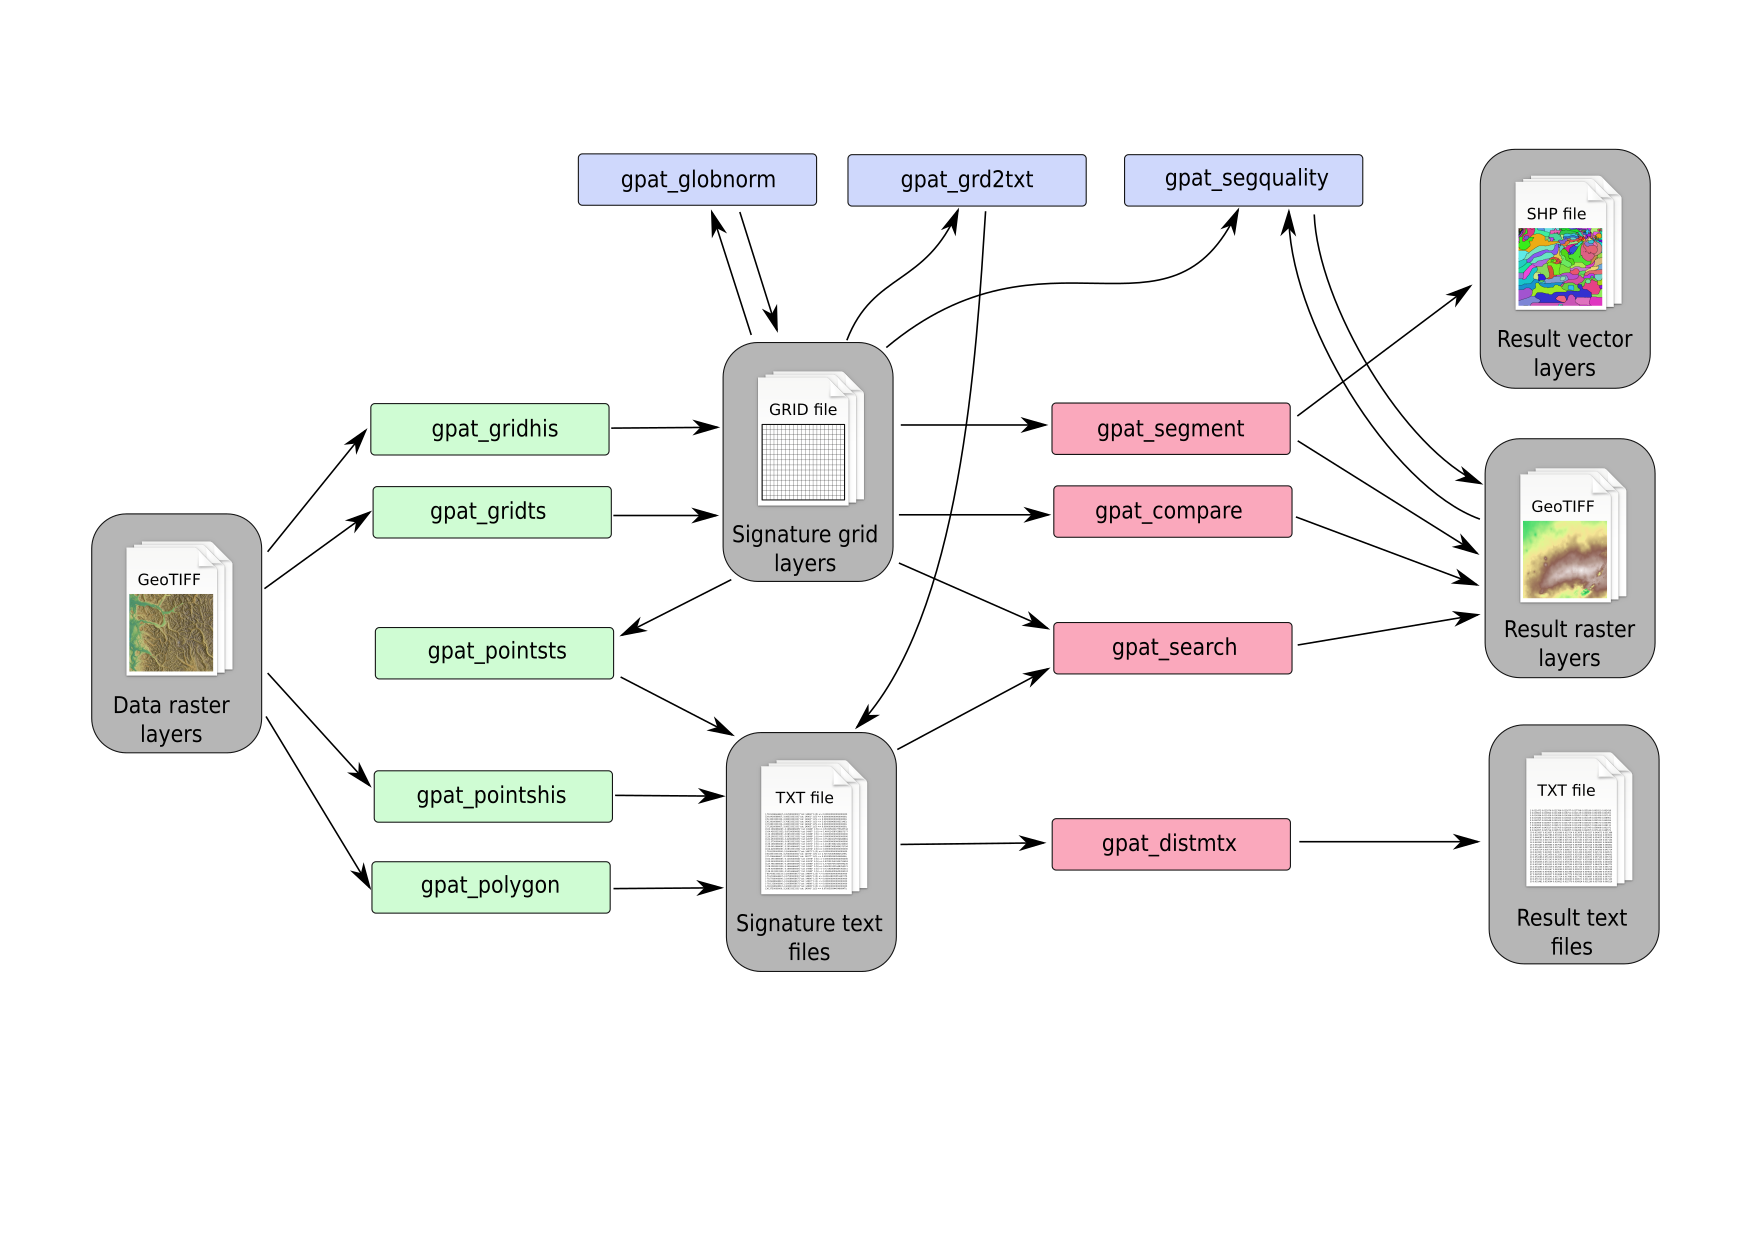 gpat_globnorm
gpat_grd2txt
gpat_segquality
SHP file
Result vector
layers
GRID file
Signature grid
layers
gpat_gridhis
gpat_gridts
gpat_segment
gpat_compare
GeoTIFF
Result raster
layers
GeoTIFF
Data raster
layers
gpat_pointsts
gpat_search
gpat_pointshis
gpat_polygon
TXT file
Signature text
files
gpat_distmtx
TXT file
Result text
files